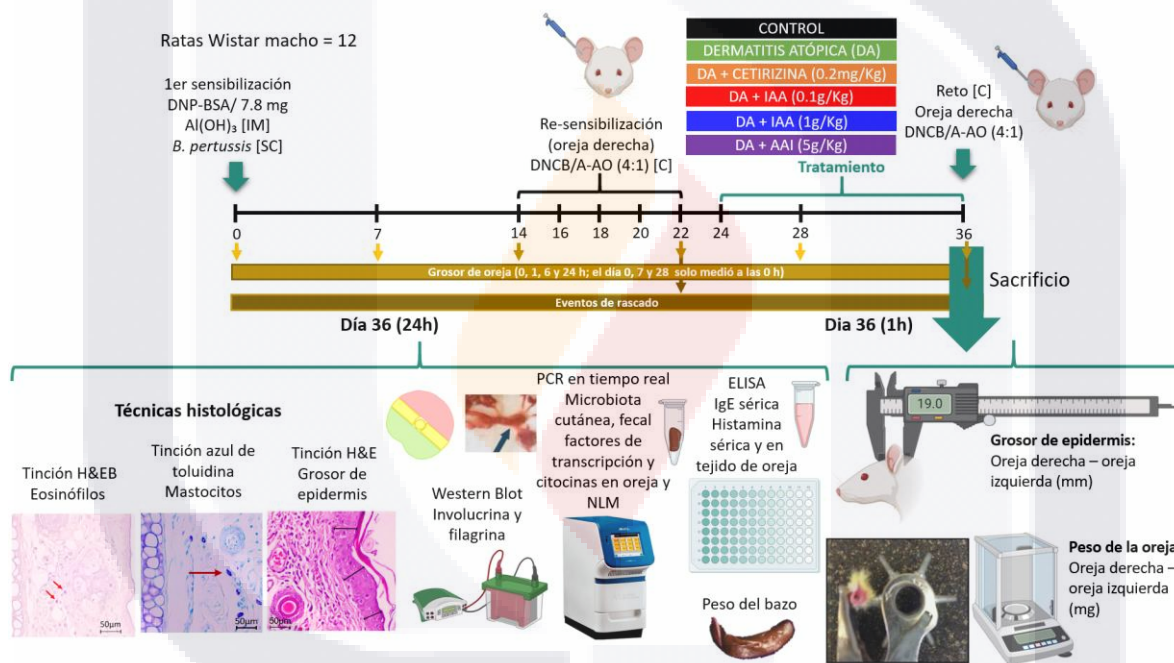 Ratas Wistar macho = 12
1er sensibilización
DNP-BSA/ 7.8 mg
Al(OH)₃ [IM]
B. pertussis [SC]
Re-sensibilización
(oreja derecha)
DNCB/A-AO (4:1) [C]
CONTROL
DERMATITIS ATÓPICA (DA)
DA + CETIRIZINA (0.2mg/Kg)
DA + IAA (0.1g/Kg)
DA + IAA (1g/Kg)
DA + AAI (5g/Kg)
Tratamiento
Reto [C]
Oreja derecha
DNCB/A-AO (4:1)
0 7 14 16 18 20 22 24 28 36
Grosor de oreja (0, 1, 6 y 24 h; el día 0, 7 y 28 solo medió a las 0 h)
Eventos de rascado
Sacrificio
Día 36 (24h)
Dia 36 (1h)
Técnicas histológicas
Tinción H&EB
Eosinófilos
50μm
Tinción azul de
toluidina
Mastocitos
50μm
Tinción H&E
Grosor de
epidermis
50μm
Western Blot
Involucrina y
filagrina
PCR en tiempo real
Microbiota
cutánea, fecal
factores de
transcripción y
citocinas en oreja y
NLM
ELISA
IgE sérica
Histamina
sérica y en
tejido de oreja
Peso del bazo
19.0
Grosor de epidermis:
Oreja derecha – oreja
izquierda (mm)
Peso de la oreja
Oreja derecha –
oreja izquierda
(mg)